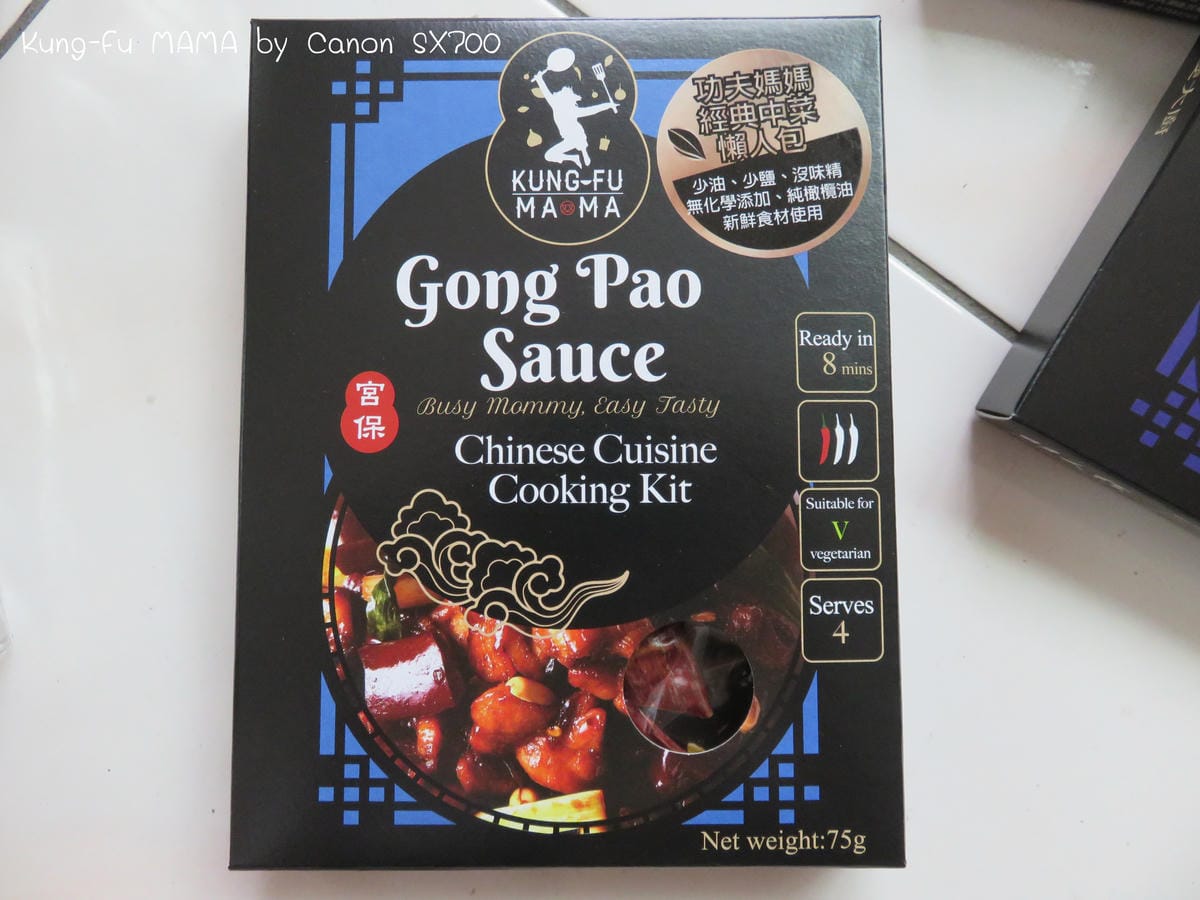 Kung-Fu MAMA by Canon SX700
KUNG-FU
MA MA
功夫媽媽
經典中菜
懶人包
少油、少鹽、沒味精
無化學添加、純橄欖油
新鮮食材使用
Gong Pao
Sauce
宮保
Busy Mommy, Easy Tasty
Chinese Cuisine
Cooking Kit
Ready in
8 mins
Suitable for
V
vegetarian
Serves
4
Net weight:75g